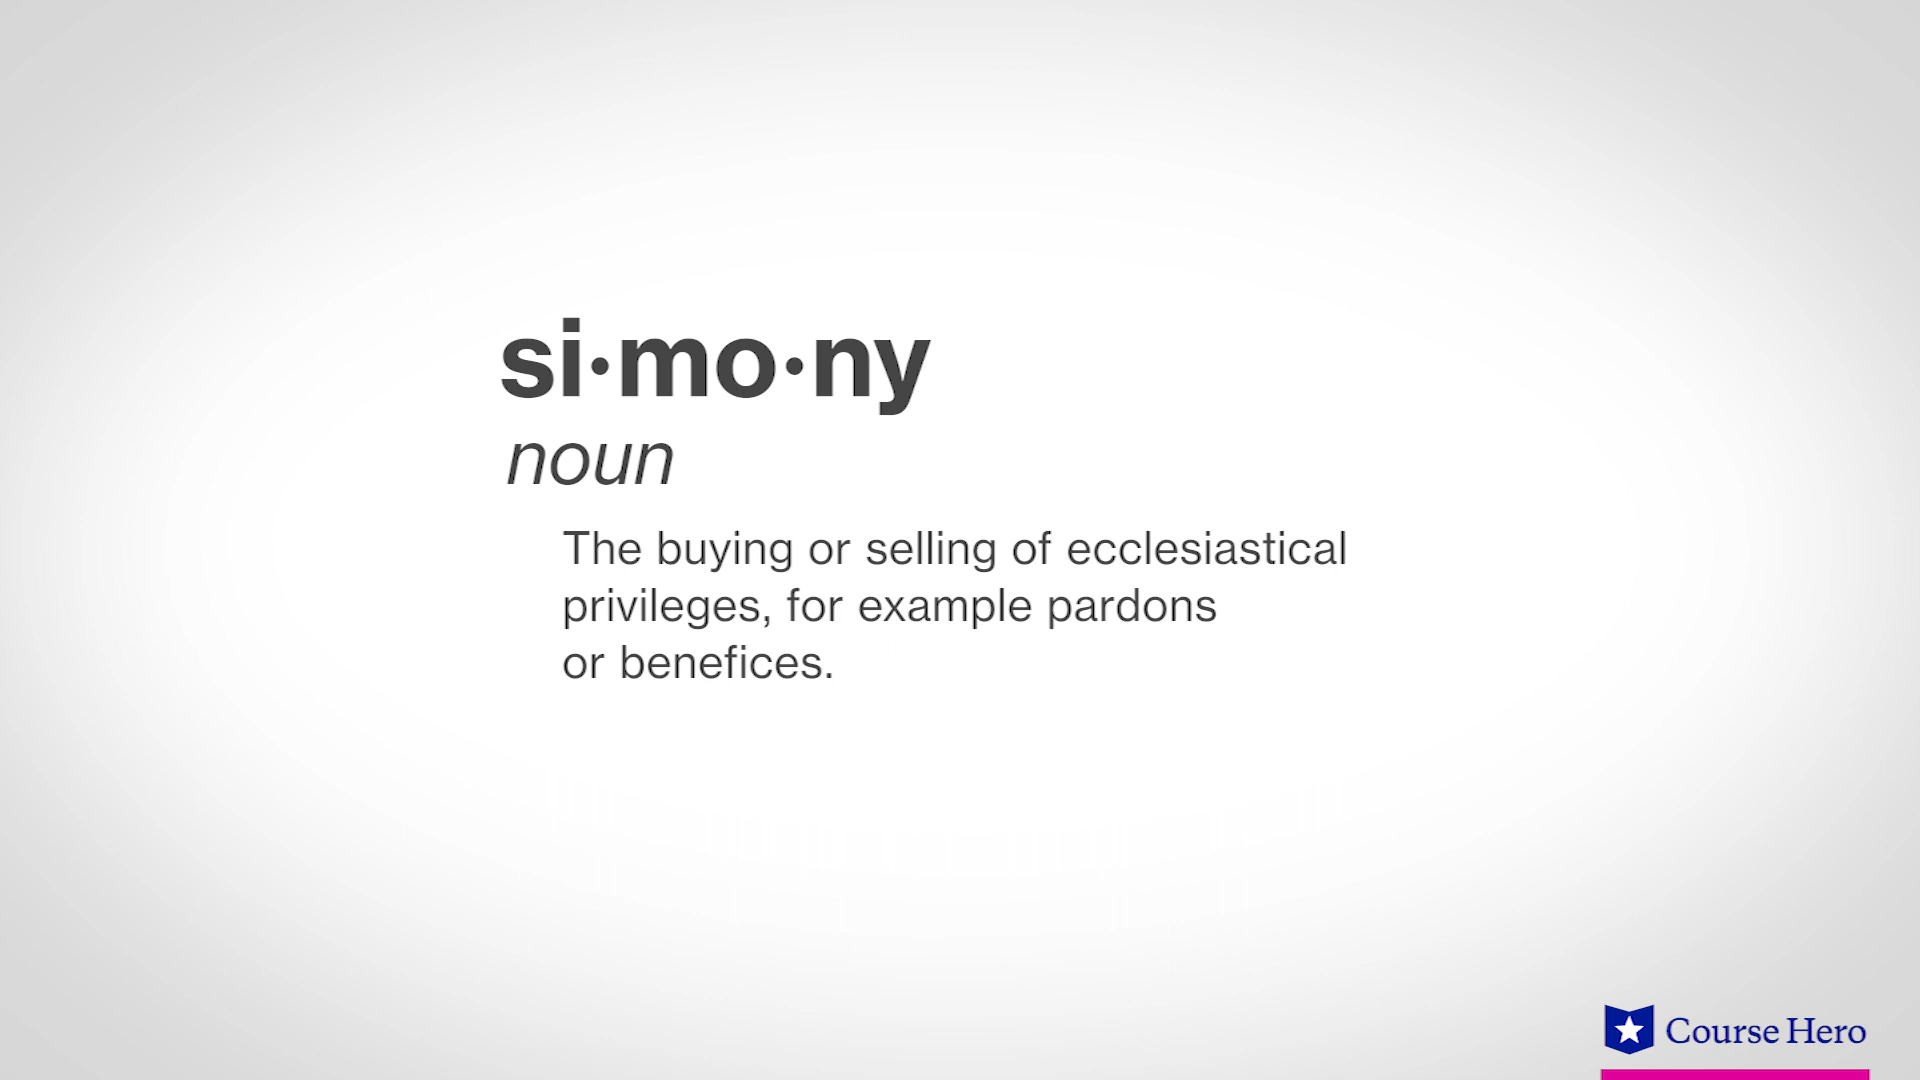 si·mo·ny
noun
The buying or selling of ecclesiastical
privileges, for example pardons
or benefices.
Course Hero